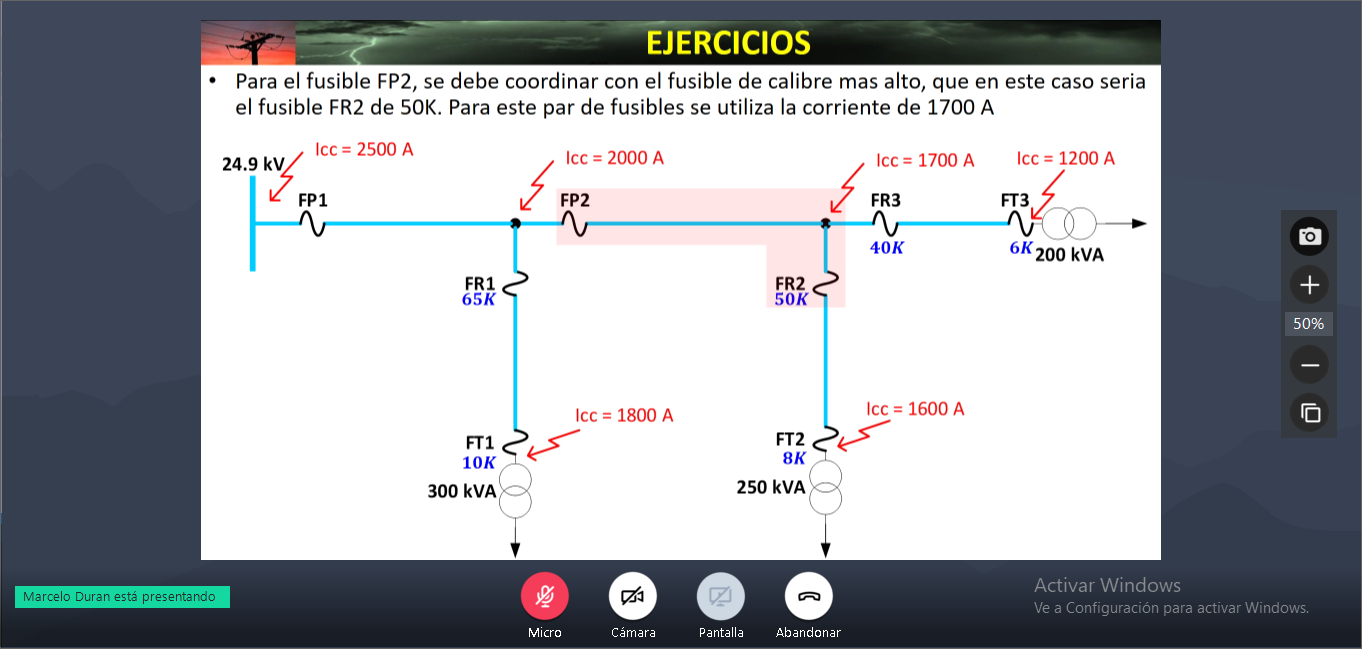 EJERCICIOS
• Para el fusible FP2, se debe coordinar con el fusible de calibre mas alto, que en este caso seria
el fusible FR2 de 50K. Para este par de fusibles se utiliza la corriente de 1700 A
24.9 kV
Icc = 2500 A
Icc = 2000 A
Icc = 1700 A
Icc = 1200 A
FP1
FP2
FR3
40K
FT3
6K
200 kVA
FR1
65K
FR2
50K
Icc = 1800 A
Icc = 1600 A
FT1
10K
300 kVA
FT2
8K
250 kVA
50%
Marcelo Duran está presentando
Micro
Cámara
Pantalla
Abandonar
Activar Windows
Ve a Configuración para activar Windows.